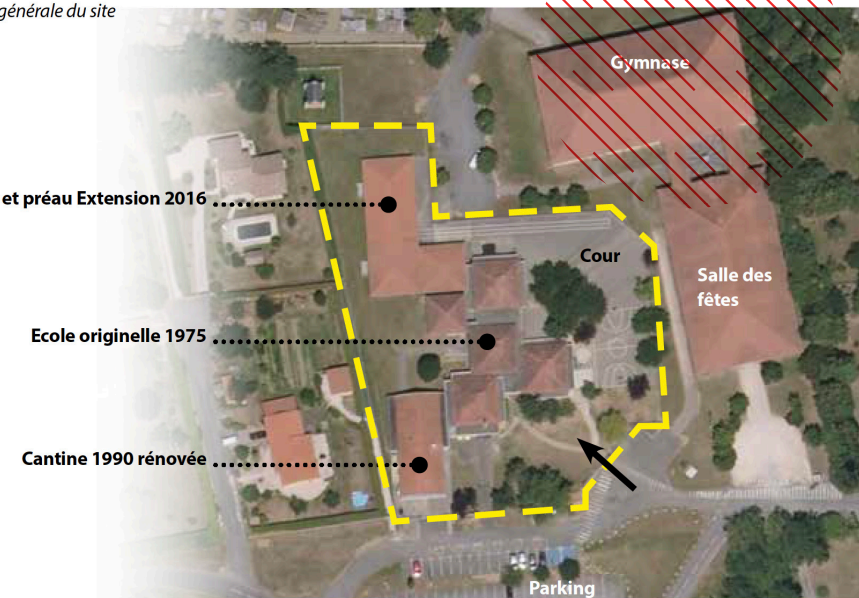 générale du site
Gymnase
et préau Extension 2016
Cour
Salle des
fêtes
Ecole originelle 1975
Cantine 1990 rénovée
Parking